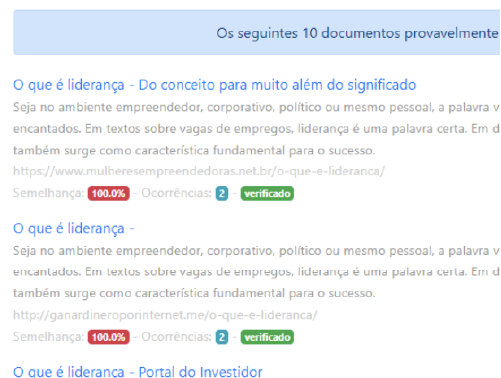 Os seguintes 10 documentos provavelmente
O que é liderança - Do conceito para muito além do significado
Seja no ambiente empreendedor, corporativo, político ou mesmo pessoal, a palavra v
encantados. Em textos sobre vagas de empregos, liderança é uma palavra certa. Em d
também surge como característica fundamental para o sucesso.
https://www.mulheresempreendedoras.net.br/o-que-e-lideranca/
Semelhança: 100.0% - Ocorrências: 2 - verificado
O que é liderança -
Seja no ambiente empreendedor, corporativo, político ou mesmo pessoal, a palavra v
encantados. Em textos sobre vagas de empregos, liderança é uma palavra certa. Em d
também surge como característica fundamental para o sucesso.
http://ganardineroporinternet.me/o-que-e-lideranca/
Semelhança: 100.0% - Ocorrências: 2 - verificado
O que é liderança - Portal do Investidor